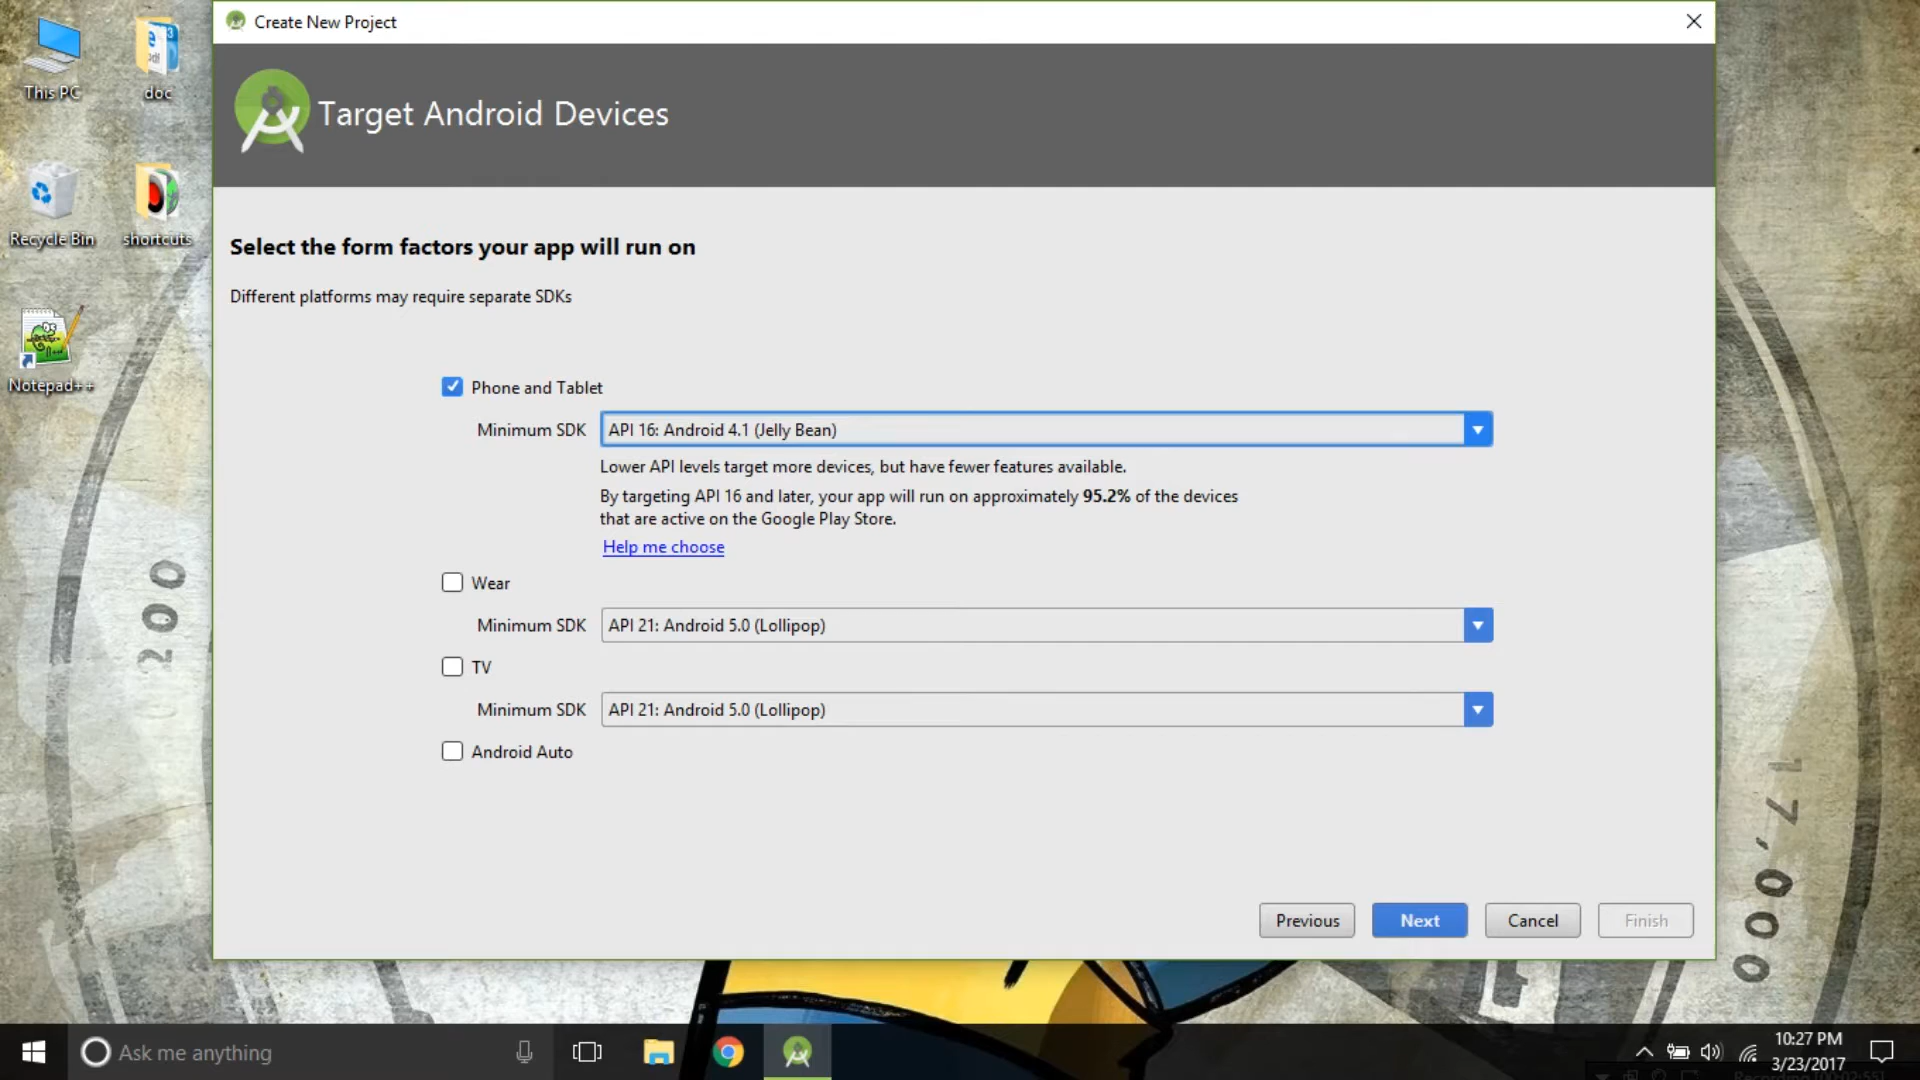 Create New Project
This PC
doc
Target Android Devices
Recycle Bin
shortcuts
Select the form factors your app will run on
Different platforms may require separate SDKs
Notepad++
Phone and Tablet
Minimum SDK
API 16: Android 4.1 (Jelly Bean)
Lower API levels target more devices, but have fewer features available.
By targeting API 16 and later, your app will run on approximately 95.2% of the devices
that are active on the Google Play Store.
Help me choose
Wear
Minimum SDK
API 21: Android 5.0 (Lollipop)
TV
Minimum SDK
API 21: Android 5.0 (Lollipop)
Android Auto
200
17,000
Previous
Next
Cancel
Finish
Ask me anything
10:27 PM
3/23/2017